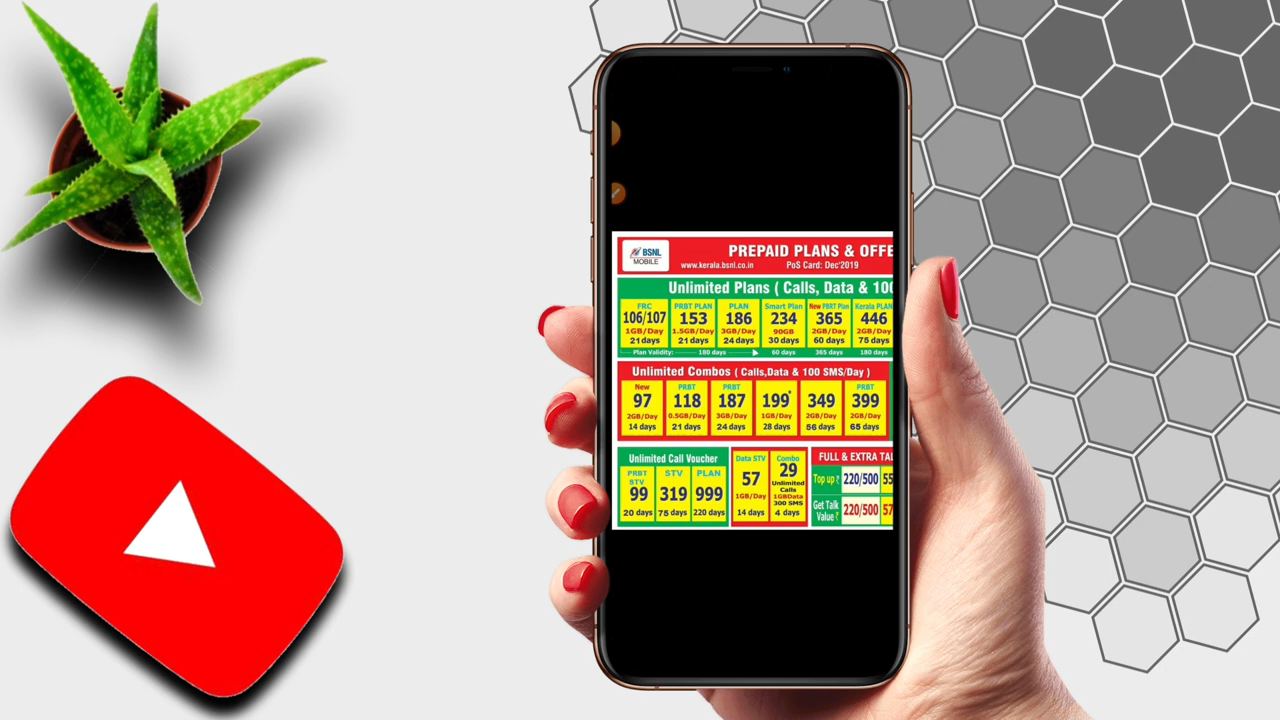 BSNL
MOBILE
PREPAID PLANS & OFFE
www.kerala.bsnl.co.in PoS Card: Dec'2019
Unlimited Plans ( Calls, Data & 100
FRC PRBT PLAN PLAN Smart Plan New FBRT Plan Kerala PLAN
106/107 153 186 234 365 446
1GB/Day 1.5GB/Day 3GB/Day 90GB 2GB/Day 2GB/Day
21days 21 days 24 days 30 days 60 days 75 days
Plan Validity: 180 days 60 days 365 days 180 days
Unlimited Combos ( Calls,Data & 100 SMS/Day )
New PRBT PRBT PRBT
97 118 187 199* 349 399
2GB/Day 0.5GB/Day 3GB/Day 1GB/Day 2GB/Day 2GB/Day
14 days 21 days 24 days 28 days 56 days 65 days
Unlimited Call Voucher
PRBT STV STV PLAN
99 319 999
20 days 75 days 220 days
Data STV
57
1GB/Day
14 days
Combo
29
Unlimited
Calls
1GBData
300 SMS
4 days
FULL & EXTRA TAL
Top up ₹ 220/500 55
Get Talk
Value ₹ 220/500 57